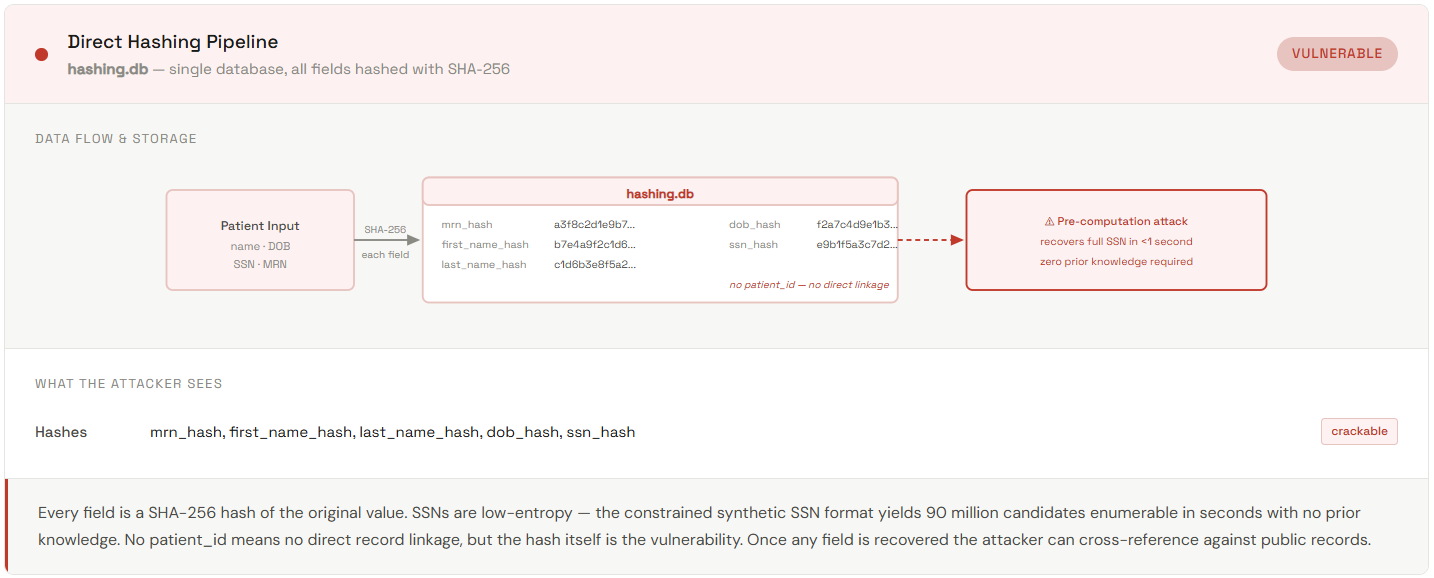 Direct Hashing Pipeline
hashing.db — single database, all fields hashed with SHA-256
VULNERABLE
DATA FLOW & STORAGE
Patient Input
name · DOB
SSN · MRN
SHA-256
each field
hashing.db
mrn_hash a3f8c2d1e9b7... dob_hash f2a7c4d9e1b3...
first_name_hash b7e4a9f2c1d6... ssn_hash e9b1f5a3c7d2...
last_name_hash c1d6b3e8f5a2...
no patient_id — no direct linkage
⚠ Pre-computation attack
recovers full SSN in <1 second
zero prior knowledge required
WHAT THE ATTACKER SEES
Hashes mrn_hash, first_name_hash, last_name_hash, dob_hash, ssn_hash crackable
Every field is a SHA-256 hash of the original value. SSNs are low-entropy — the constrained synthetic SSN format yields 90 million candidates enumerable in seconds with no prior
knowledge. No patient_id means no direct record linkage, but the hash itself is the vulnerability. Once any field is recovered the attacker can cross-reference against public records.